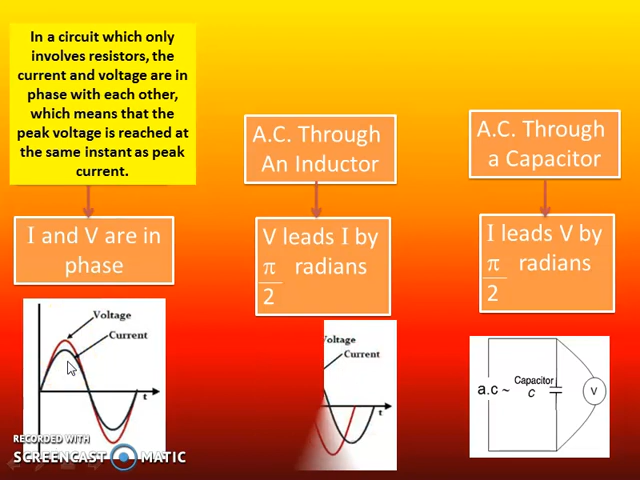 In a circuit which only
involves resistors, the
current and voltage are in
phase with each other,
which means that the
peak voltage is reached at
the same instant as peak
current.
I and V are in
phase
Voltage
Current
t
A.C. Through
An Inductor
V leads I by
π radians
2
Voltage
Current
t
A.C. Through
a Capacitor
I leads V by
π radians
2
a.c ~
Capacitor
c
V
RECORDED WITH
SCREENCAST MATIC